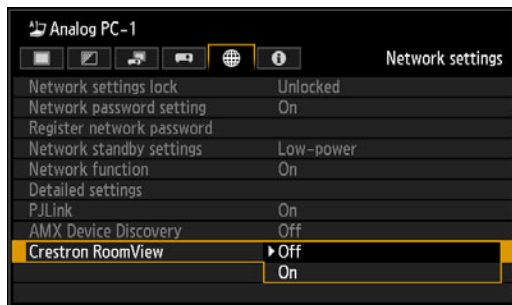 Analog PC-1
Network settings
Network settings lock Unlocked
Network password setting On
Register network password
Network standby settings Low-power
Network function On
Detailed settings
PJLink On
AMX Device Discovery Off
Crestron RoomView Off
On